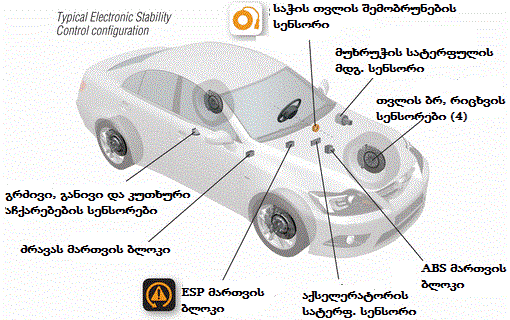 Typical Electronic Stability
Control configuration
საჭის თვლის შემობრუნების
სენსორი
მუხრუჭის სატერფულის
მდგ. სენსორი
თვლის ბრ, რიცხვის
სენსორები (4)
გრძივი, განივი და კუთხური
აჩქარებების სენსორები
ძრავას მართვის ბლოკი
ESP მართვის
ბლოკი
აქსელერატორის
სატერფ. სენსორი
ABS მართვის
ბლოკი